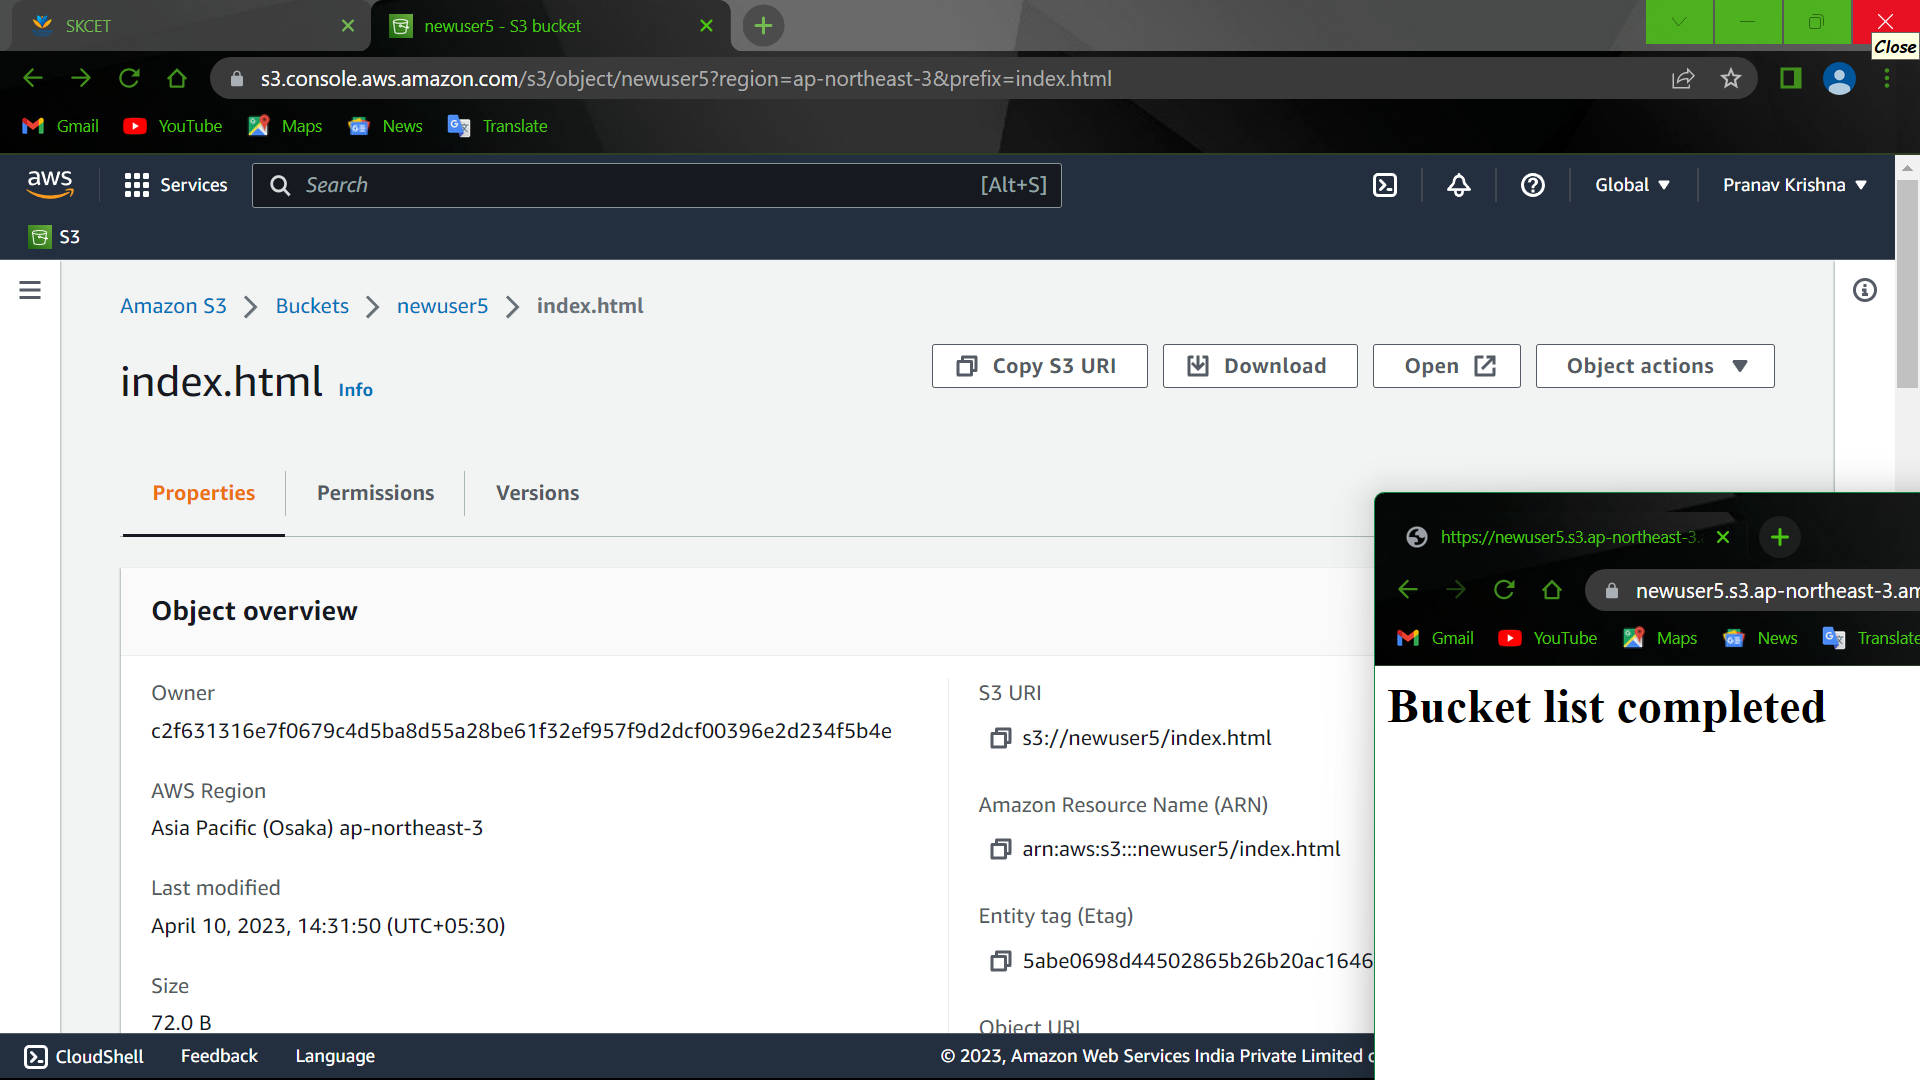 SKCET
newuser5 - S3 bucket
Close
s3.console.aws.amazon.com/s3/object/newuser5?region=ap-northeast-3&prefix=index.html
Gmail YouTube Maps News Translate
aws Services Search [Alt+S] Global Pranav Krishna
S3
Amazon S3 Buckets newuser5 index.html
index.html Info
Copy S3 URI Download Open Object actions
Properties Permissions Versions
Object overview
Owner
c2f631316e7f0679c4d5ba8d55a28be61f32ef957f9d2dcf00396e2d234f5b4e
AWS Region
Asia Pacific (Osaka) ap-northeast-3
Last modified
April 10, 2023, 14:31:50 (UTC+05:30)
Size
72.0 B
S3 URI
s3://newuser5/index.html
Amazon Resource Name (ARN)
arn:aws:s3:::newuser5/index.html
Entity tag (Etag)
5abe0698d44502865b26b20ac1646
Object URL
https://newuser5.s3.ap-northeast-3.
newuser5.s3.ap-northeast-3.am
Gmail YouTube Maps News Translate
Bucket list completed
CloudShell Feedback Language
© 2023, Amazon Web Services India Private Limited